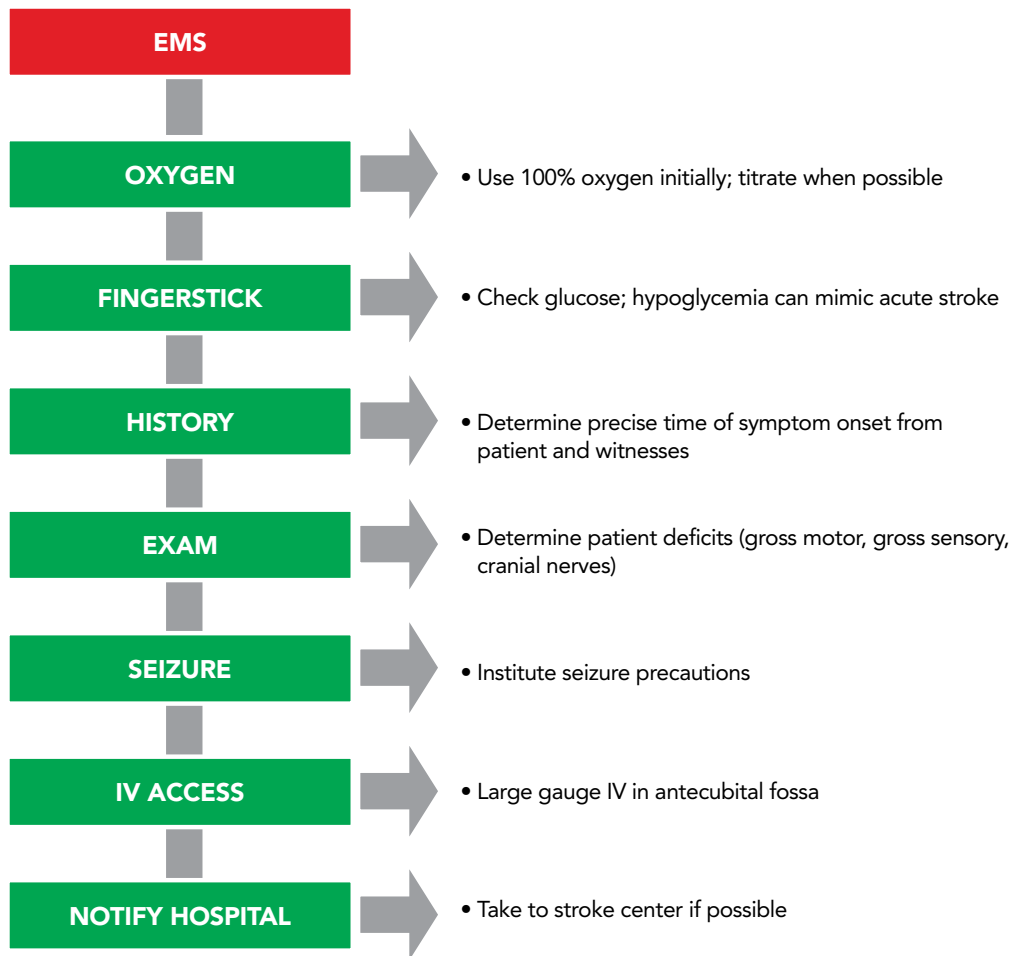 EMS
OXYGEN
• Use 100% oxygen initially; titrate when possible
FINGERSTICK
• Check glucose; hypoglycemia can mimic acute stroke
HISTORY
• Determine precise time of symptom onset from
patient and witnesses
EXAM
• Determine patient deficits (gross motor, gross sensory,
cranial nerves)
SEIZURE
• Institute seizure precautions
IV ACCESS
• Large gauge IV in antecubital fossa
NOTIFY HOSPITAL
• Take to stroke center if possible